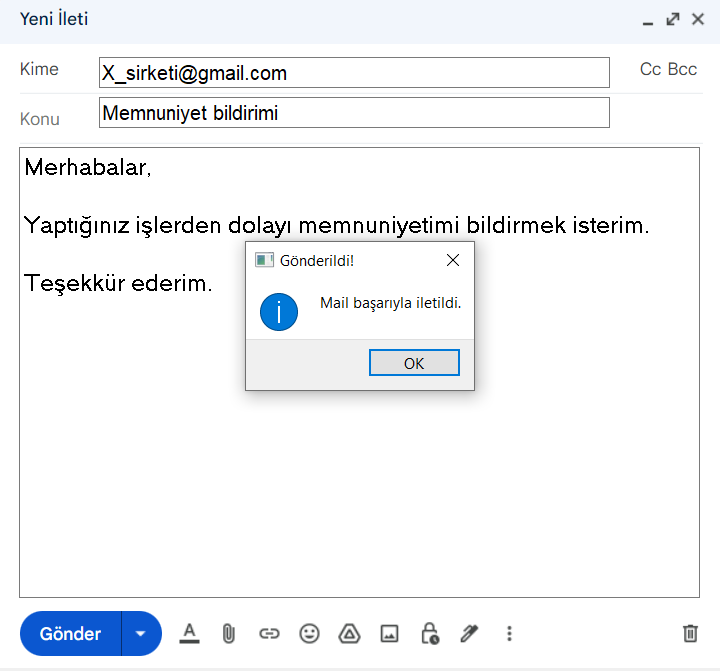 Yeni İleti
Kime
X_sirketi@gmail.com
Cc Bcc
Konu
Memnuniyet bildirimi
Merhabalar,
Yaptığınız işlerden dolayı memnuniyetimi bildirmek isterim.
Teşekkür ederim.
Gönderildi!
Mail başarıyla iletildi.
OK
Gönder